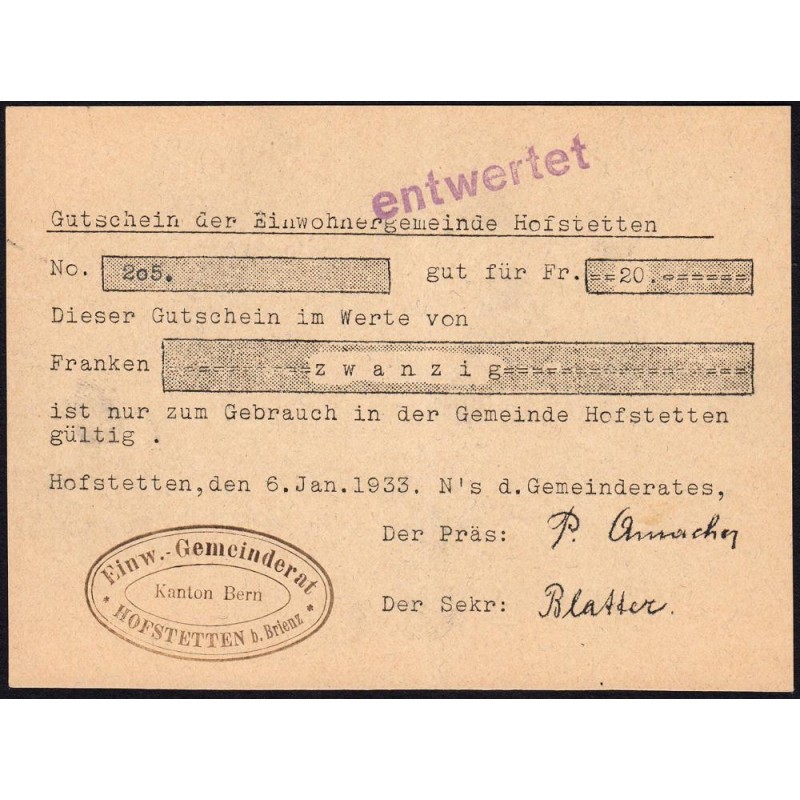 entwertet
Gutschein der Einwohnergemeinde Hofstetten
No. 205. gut für Fr. ==20.-======
Dieser Gutschein im Werte von
Franken ==========zwanzig================
ist nur zum Gebrauch in der Gemeinde Hofstetten
gültig .
Hofstetten,den 6.Jan.1933. N's d.Gemeinderates,
Der Präs: P. Amacher
Einw.-Gemeinderat
Kanton Bern
* HOFSTETTEN b. Brienz *
Der Sekr: Blatter.